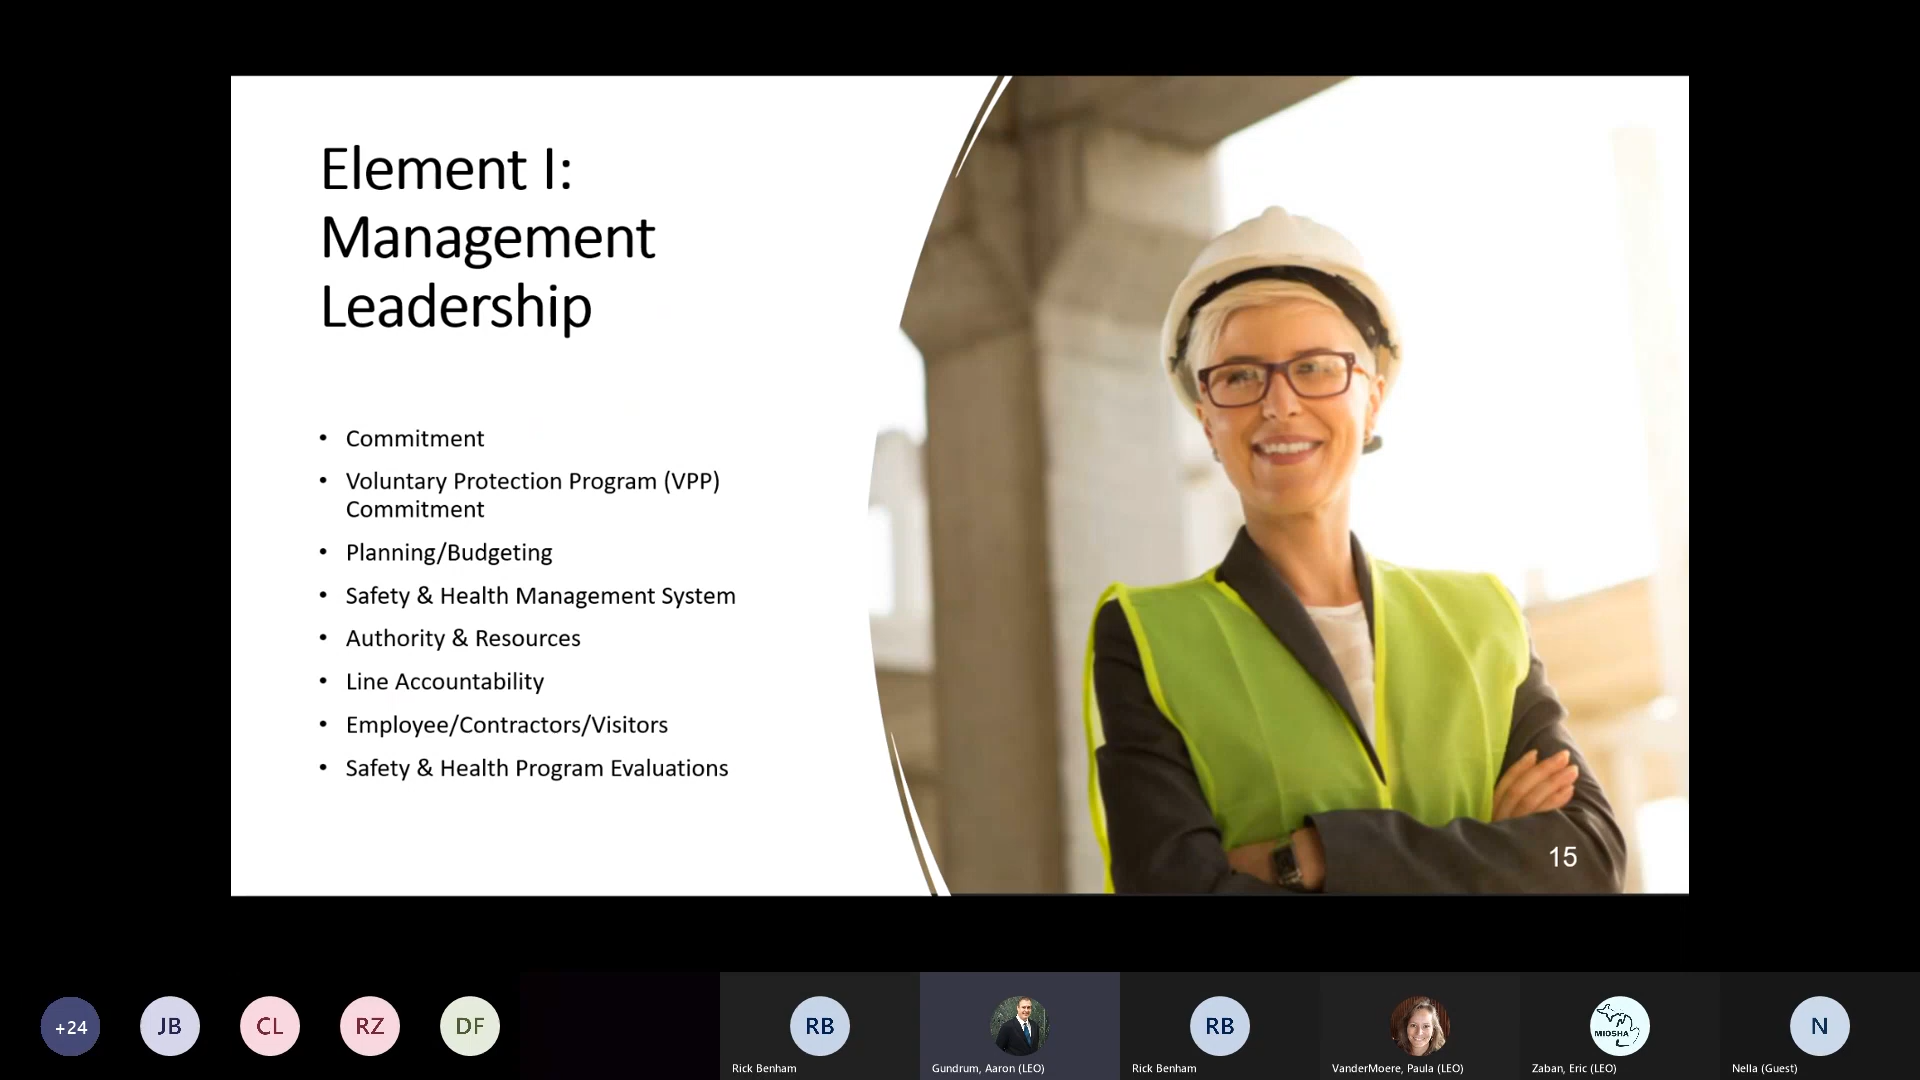 Element I:
Management
Leadership
• Commitment
• Voluntary Protection Program (VPP)
Commitment
• Planning/Budgeting
• Safety & Health Management System
• Authority & Resources
• Line Accountability
• Employee/Contractors/Visitors
• Safety & Health Program Evaluations
15
+24
JB
CL
RZ
DF
RB
Rick Benham
Gundrum, Aaron (LEO)
RB
Rick Benham
VanderMoere, Paula (LEO)
MIOSHA
Zaban, Eric (LEO)
N
Nella (Guest)